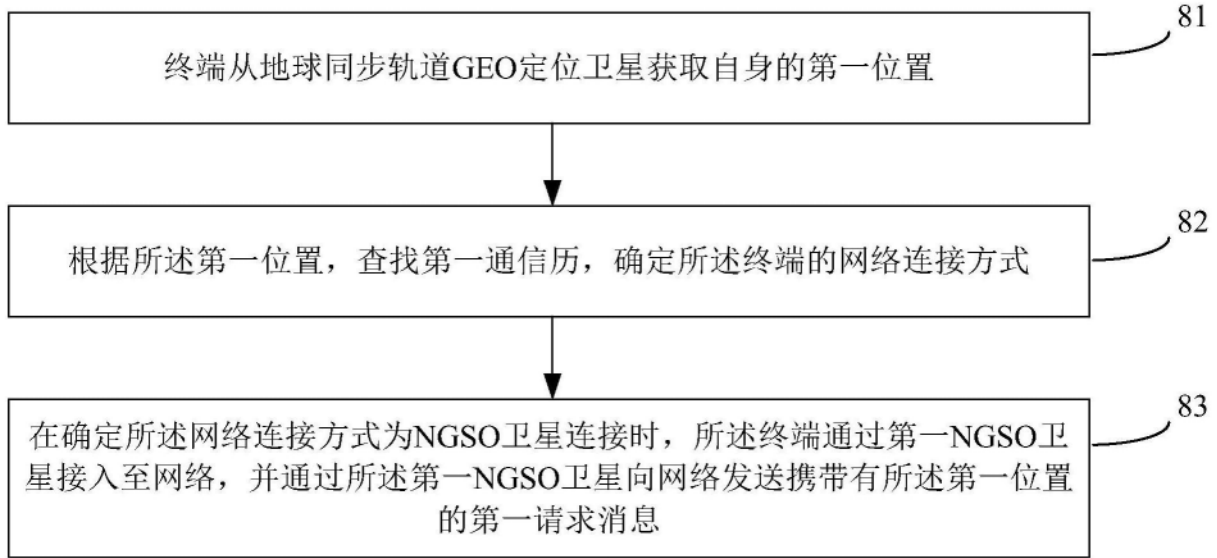 81
终端从地球同步轨道GEO定位卫星获取自身的第一位置
82
根据所述第一位置，查找第一通信历，确定所述终端的网络连接方式
83
在确定所述网络连接方式为NGSO卫星连接时，所述终端通过第一NGSO卫
星接入至网络，并通过所述第一NGSO卫星向网络发送携带有所述第一位置
的第一请求消息